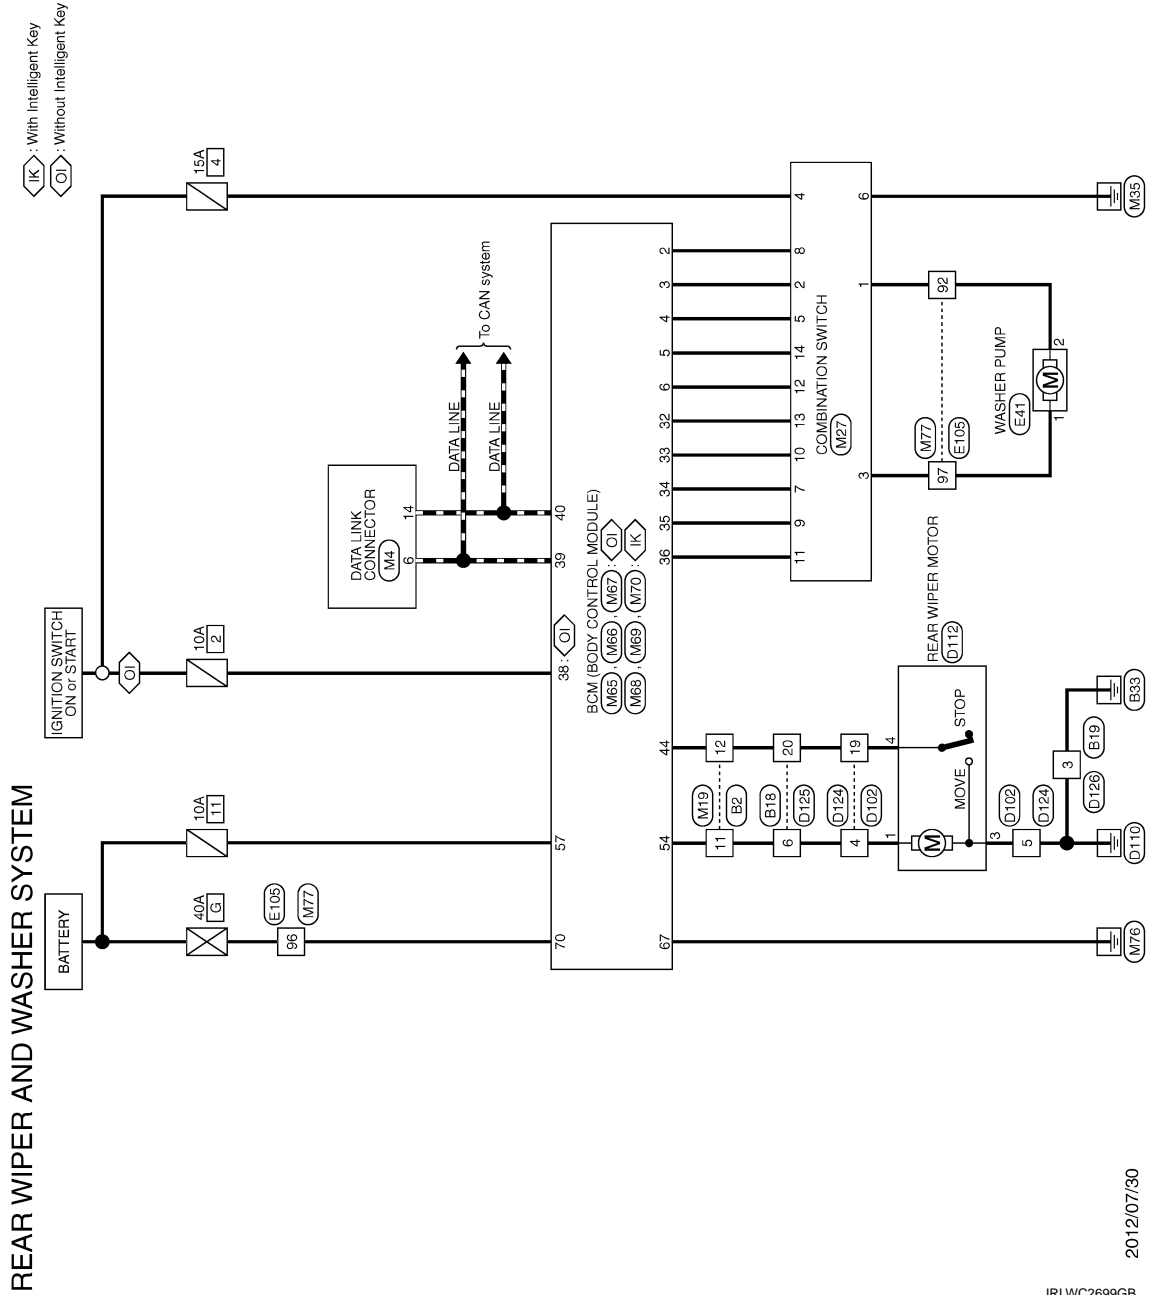 REAR WIPER AND WASHER SYSTEM
IK : With Intelligent Key
OI : Without Intelligent Key
BATTERY
IGNITION SWITCH
ON or START
OI
40A
G
10A
11
10A
2
15A
4
E105
M77
96
DATA LINK
CONNECTOR
M4
6
14
DATA LINE
DATA LINE
To CAN system
70
57
38 : OI
39
40
BCM (BODY CONTROL MODULE)
M65 , M66 , M67 : OI
M68 , M69 , M70 : IK
67
54
44
36
35
34
33
32
6
5
4
3
2
11
9
7
10
13
12
14
5
2
8
4
COMBINATION SWITCH
M27
3
1
6
M19
B2
11
12
B18
D125
6
20
D124
D102
4
19
1
4
REAR WIPER MOTOR
D112
M
MOVE
STOP
3
D102
D124
5
3
B19
D126
M77
E105
97
92
WASHER PUMP
E41
M
1
2
M76
D110
B33
M35
2012/07/30
JRLWC2699GB